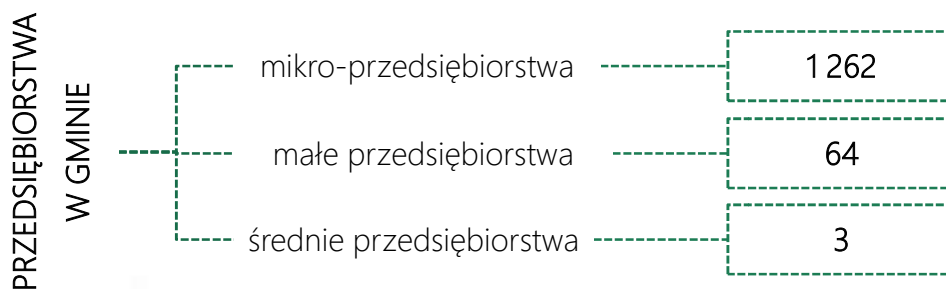 PRZEDSIĘBIORSTWA
W GMINIE
mikro-przedsiębiorstwa
1 262
małe przedsiębiorstwa
64
średnie przedsiębiorstwa
3